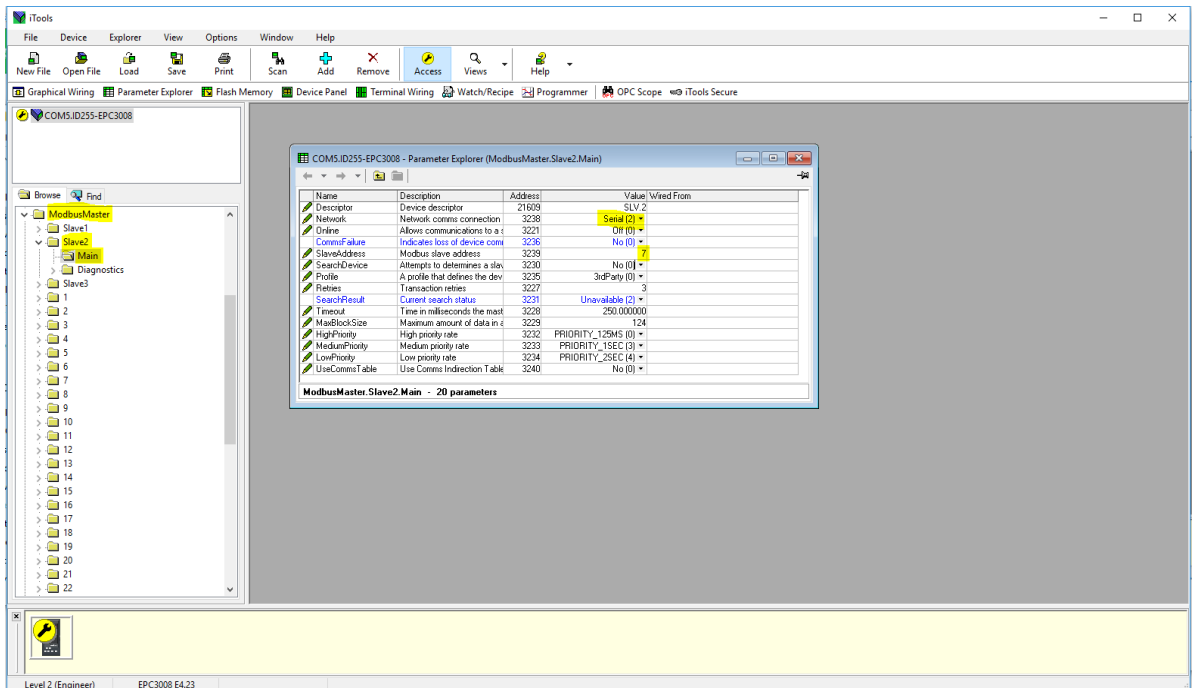 iTools
File Device Explorer View Options Window Help
New File Open File Load Save Print Scan Add Remove Access Views Help
Graphical Wiring Parameter Explorer Flash Memory Device Panel Terminal Wiring Watch/Recipe Programmer OPC Scope iTools Secure
COM5.ID255-EPC3008
Browse Find
ModbusMaster
Slave1
Slave2
Main
Diagnostics
Slave3
1
2
3
4
5
6
7
8
9
10
11
12
13
14
15
16
17
18
19
20
21
22
COM5.ID255-EPC3008 - Parameter Explorer (ModbusMaster.Slave2.Main)
Name Description Address Value Wired From
Descriptor Device descriptor 21609 SLV.2
Network Network comms connection 3238 Serial (2)
Online Allows communications to a s 3221 Off (0)
CommsFailure Indicates loss of device com 3236 No (0)
SlaveAddress Modbus slave address 3239 7
SearchDevice Attempts to determines a slav 3230 No (0)
Profile A profile that defines the dev 3235 3rdParty (0)
Retries Transaction retries 3227 3
SearchResult Current search status 3231 Unavailable (2)
Timeout Time in milliseconds the mast 3228 250.000000
MaxBlockSize Maximum amount of data in a 3229 124
HighPriority High priority rate 3232 PRIORITY_125MS (0)
MediumPriority Medium priority rate 3233 PRIORITY_1SEC (3)
LowPriority Low priority rate 3234 PRIORITY_2SEC (4)
UseCommsTable Use Comms Indirection Table 3240 No (0)
ModbusMaster.Slave2.Main - 20 parameters
Level 2 (Engineer) EPC3008 E4.23